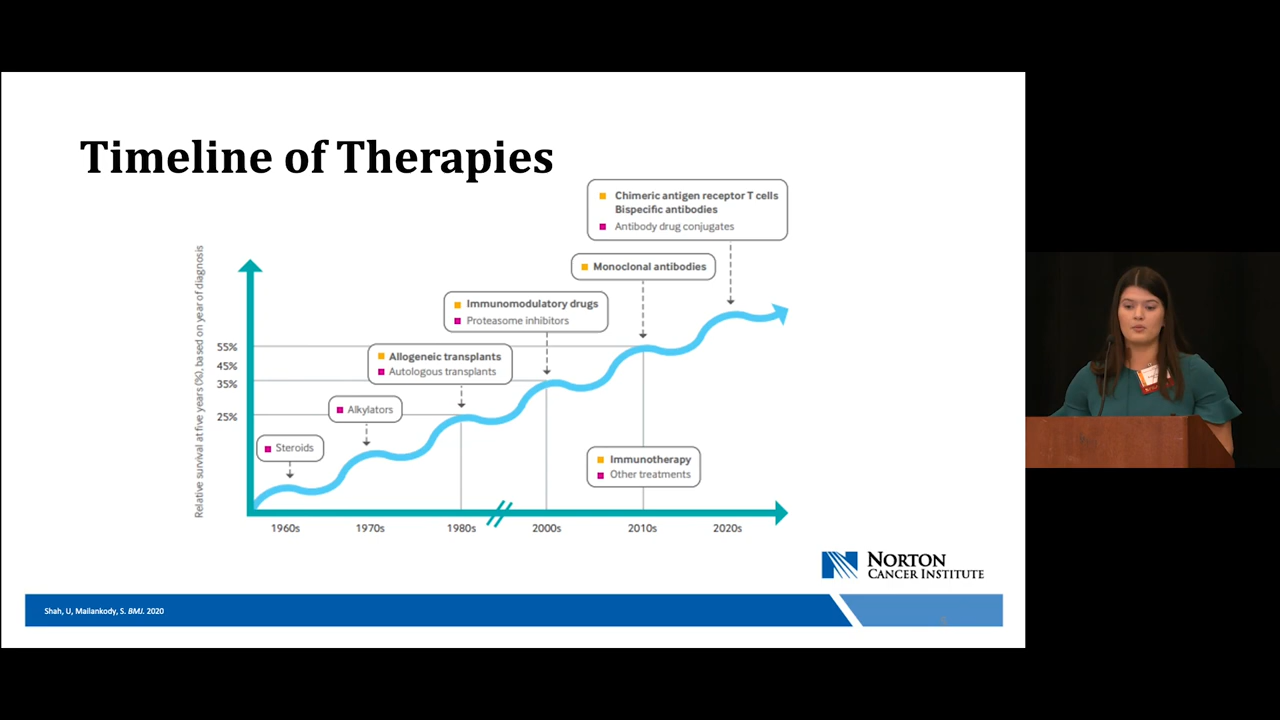 Timeline of Therapies
Chimeric antigen receptor T cells
Bispecific antibodies
Antibody drug conjugates
Monoclonal antibodies
Immunomodulatory drugs
Proteasome inhibitors
Allogeneic transplants
Autologous transplants
Alkylators
Steroids
Relative survival at five years (%), based on year of diagnosis
55%
45%
35%
25%
Immunotherapy
Other treatments
1960s
1970s
1980s
2000s
2010s
2020s
NORTON
CANCER INSTITUTE
Shah, U, Mailankody, S. BMJ. 2020